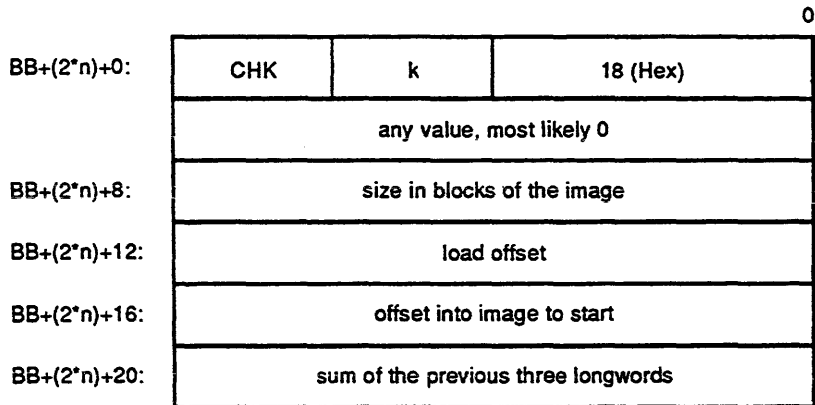 0
BB+(2*n)+0: CHK k 18 (Hex)
any value, most likely 0
BB+(2*n)+8: size in blocks of the image
BB+(2*n)+12: load offset
BB+(2*n)+16: offset into image to start
BB+(2*n)+20: sum of the previous three longwords